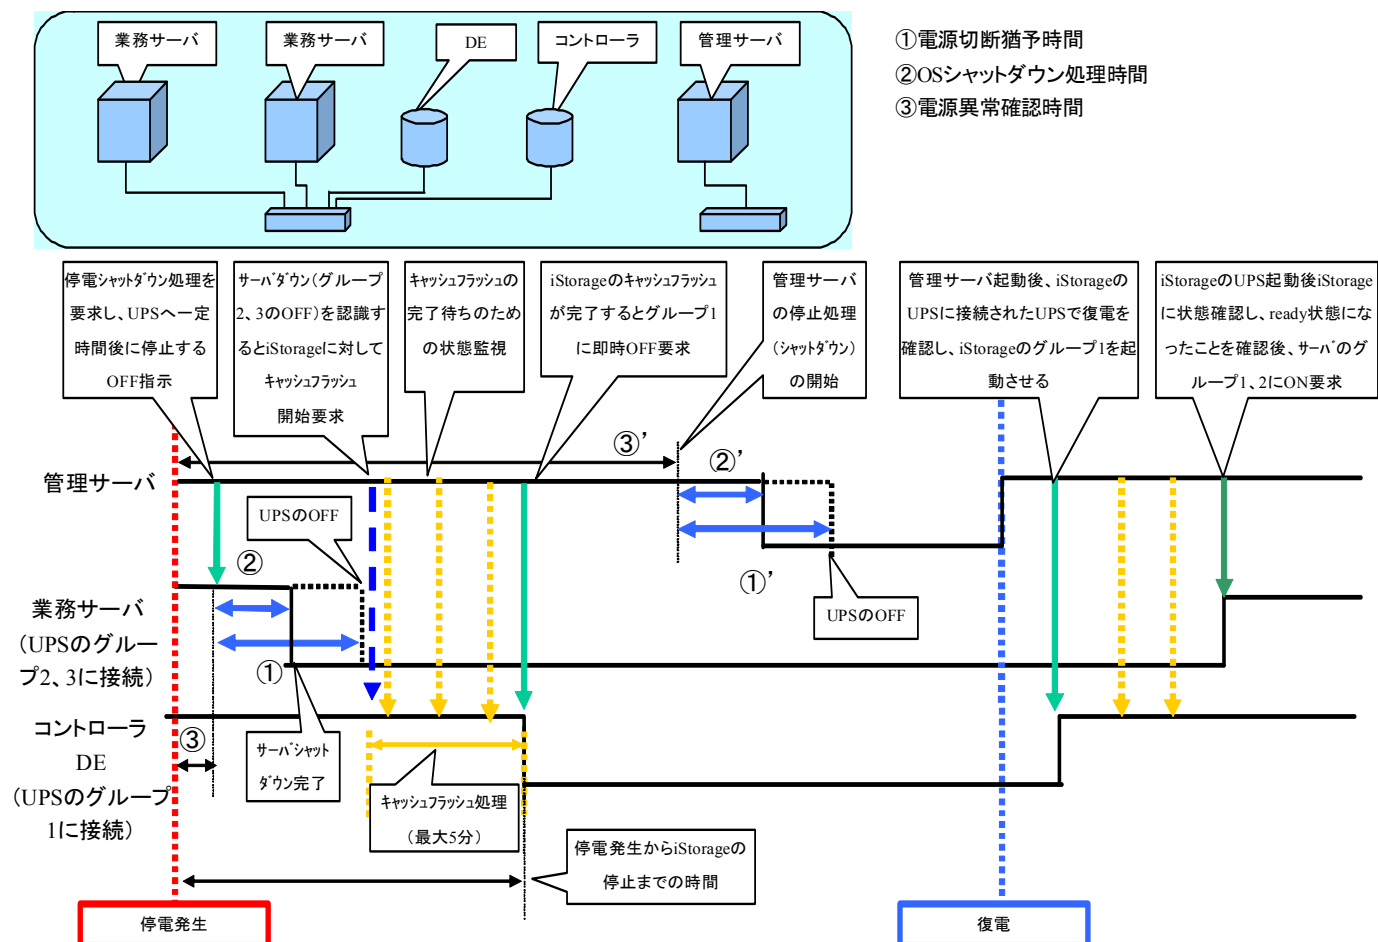 業務サーバ
業務サーバ
DE
コントローラ
管理サーバ
①電源切断猶予時間
②OSシャットダウン処理時間
③電源異常確認時間
停電シャットダウン処理を
要求し、UPSへ一定
時間後に停止する
OFF指示
サーバダウン(グループ
2、3のOFF)を認識す
るとiStorageに対して
キャッシュフラッシュ
開始要求
キャッシュフラッシュの
完了待ちのため
の状態監視
iStorageのキャッシュフラッシュ
が完了するとグループ1
に即時OFF要求
管理サーバ
の停止処理
(シャットダウン)
の開始
管理サーバ起動後、iStorageの
UPSに接続されたUPSで復電を
確認し、iStorageのグループ1を起
動させる
iStorageのUPS起動後iStorage
に状態確認し、ready状態にな
ったことを確認後、サーバのグ
ループ1、2にON要求
③’
②’
管理サーバ
UPSのOFF
②
①’
UPSのOFF
業務サーバ
(UPSのグルー
プ2、3に接続)
①
コントローラ
DE
(UPSのグループ
1に接続)
③
サーバシャット
ダウン完了
キャッシュフラッシュ処理
(最大5分)
停電発生からiStorageの
停止までの時間
停電発生
復電